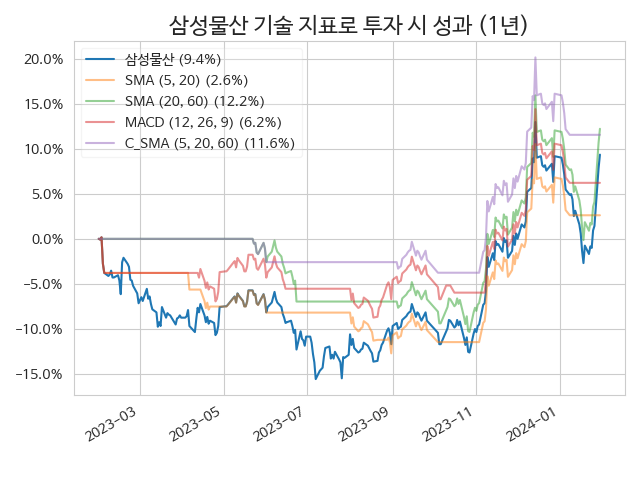 삼성물산 기술 지표로 투자 시 성과 (1년)
삼성물산 (9.4%)
SMA (5, 20) (2.6%)
SMA (20, 60) (12.2%)
MACD (12, 26, 9) (6.2%)
C_SMA (5, 20, 60) (11.6%)
20.0%
15.0%
10.0%
5.0%
0.0%
−5.0%
−10.0%
−15.0%
2023−03
2023−05
2023−07
2023−09
2023−11
2024−01